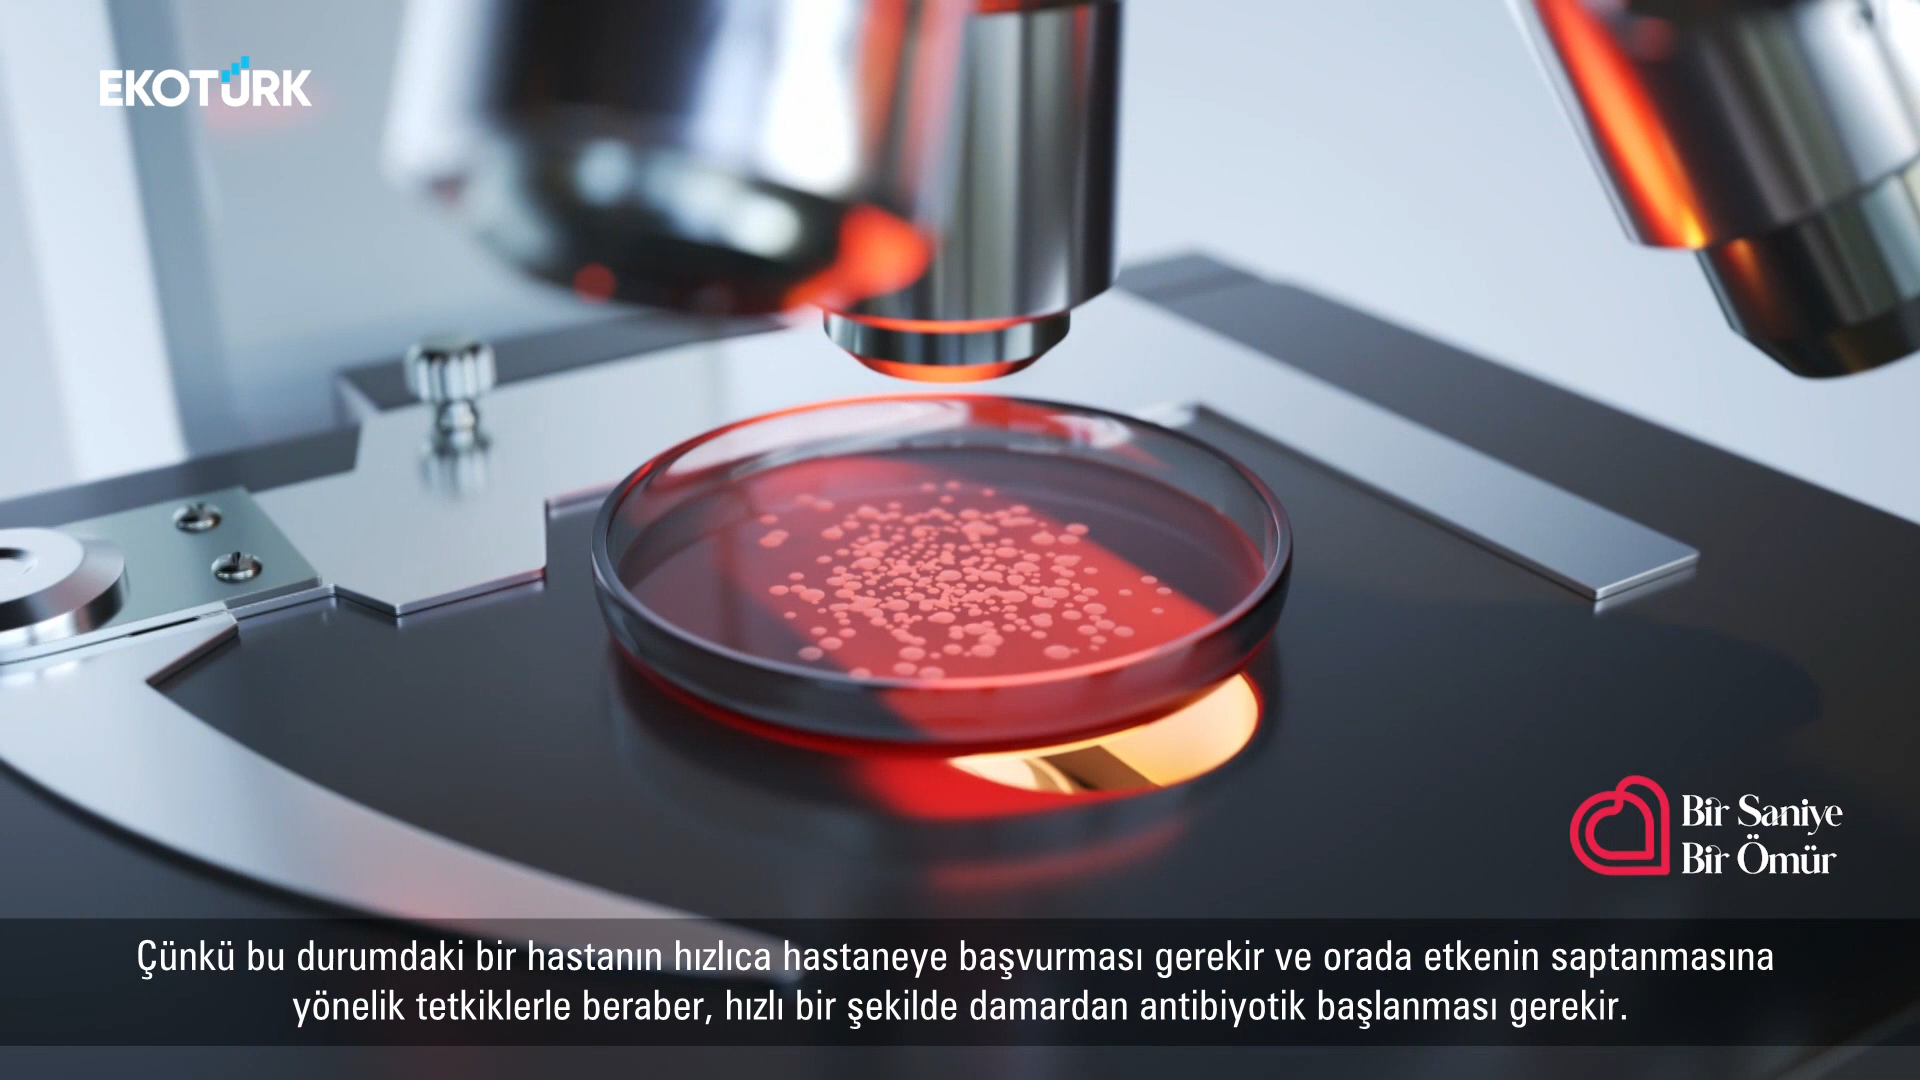 EKOTÜRK
Bir Saniye
Bir Ömür
Çünkü bu durumdaki bir hastanın hızlıca hastaneye başvurması gerekir ve orada etkenin saptanmasına
yönelik tetkiklerle beraber, hızlı bir şekilde damardan antibiyotik başlanması gerekir.